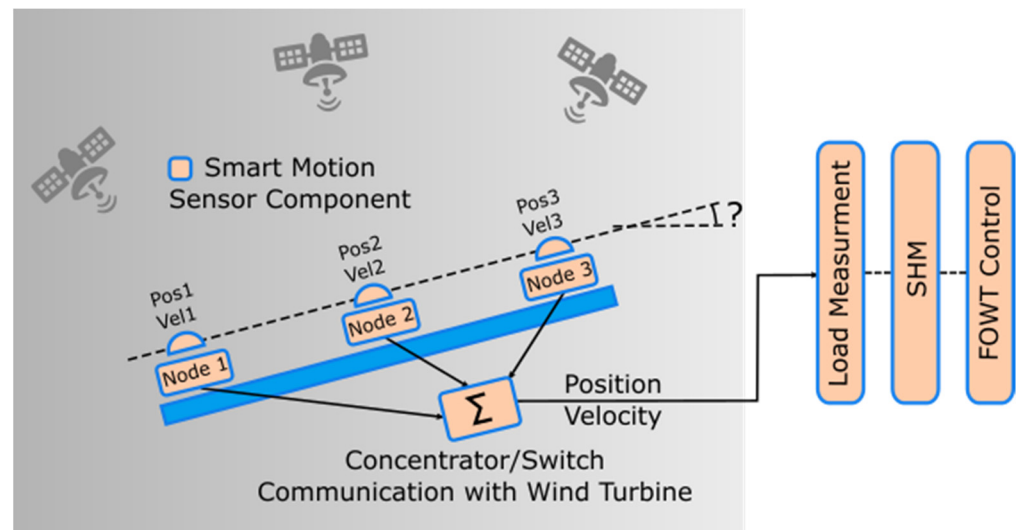 Smart Motion
Sensor Component
Pos1
Vel1
Pos2
Vel2
Pos3
Vel3
?
Node 1
Node 2
Node 3
Σ
Position
Velocity
Concentrator/Switch
Communication with Wind Turbine
Load Measurment
SHM
FOWT Control